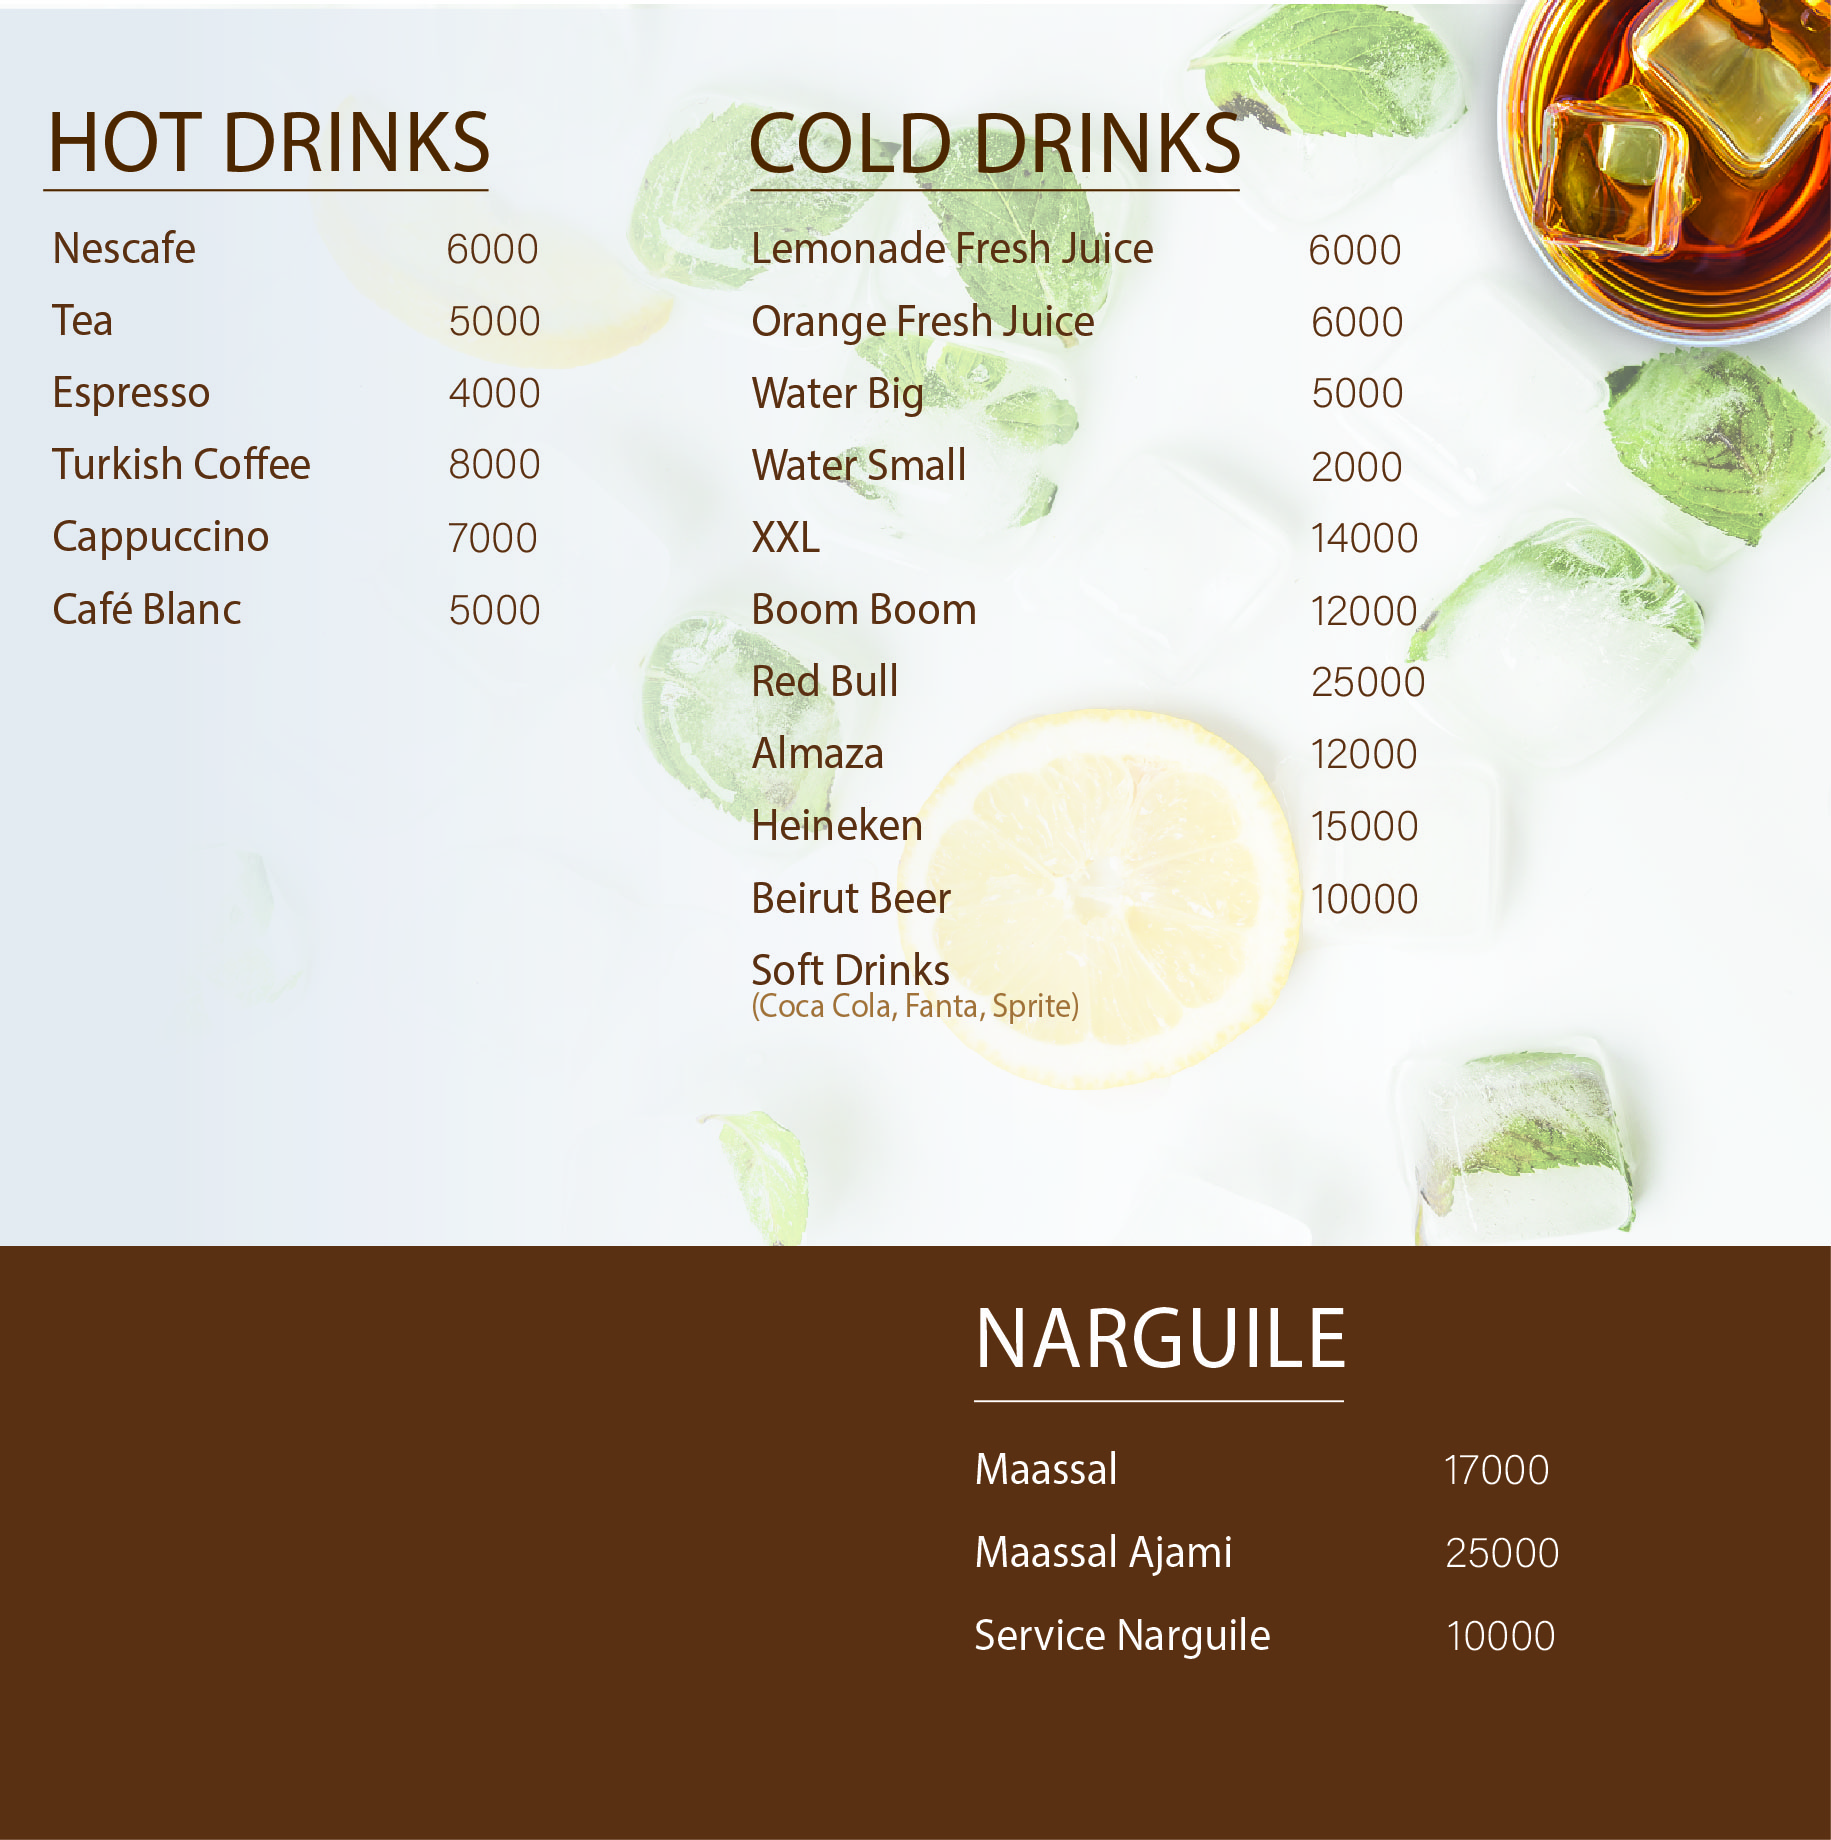 HOT DRINKS
Nescafe 6000
Tea 5000
Espresso 4000
Turkish Coffee 8000
Cappuccino 7000
Café Blanc 5000
COLD DRINKS
Lemonade Fresh Juice 6000
Orange Fresh Juice 6000
Water Big 5000
Water Small 2000
XXL 14000
Boom Boom 12000
Red Bull 25000
Almaza 12000
Heineken 15000
Beirut Beer 10000
Soft Drinks
(Coca Cola, Fanta, Sprite)
NARGUILE
Maassal 17000
Maassal Ajami 25000
Service Narguile 10000